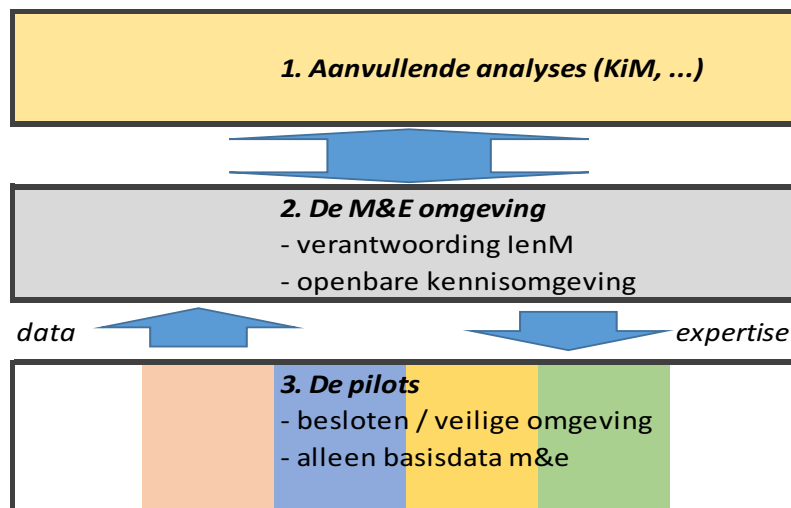 1. Aanvullende analyses (KiM, ...)
2. De M&E omgeving
- verantwoording IenM
- openbare kennisomgeving
data
expertise
3. De pilots
- besloten / veilige omgeving
- alleen basisdata m&e